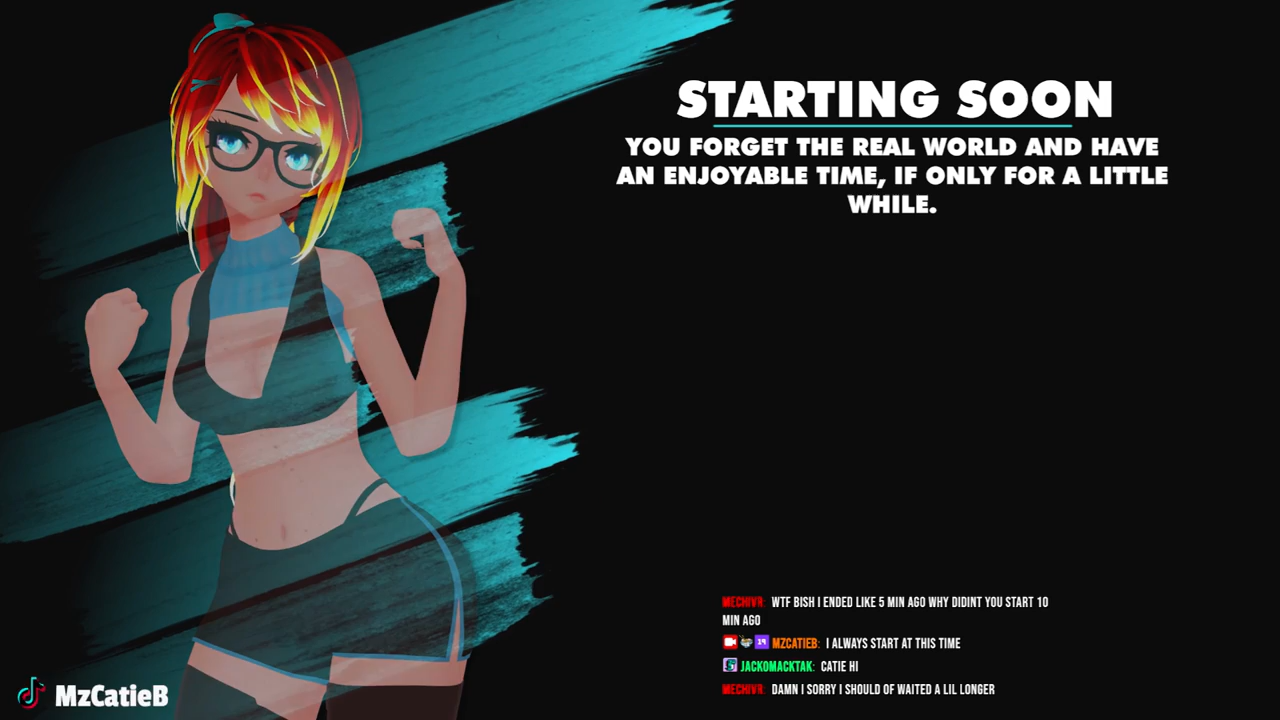 STARTING SOON
YOU FORGET THE REAL WORLD AND HAVE
AN ENJOYABLE TIME, IF ONLY FOR A LITTLE
WHILE.
MECHIVR: WTF BISH I ENDED LIKE 5 MIN AGO WHY DIDINT YOU START 10
MIN AGO
19 MZCATIEB: I ALWAYS START AT THIS TIME
JACKOMACKTAK: CATIE HI
MECHIVR: DAMN I SORRY I SHOULD OF WAITED A LIL LONGER
MzCatieB